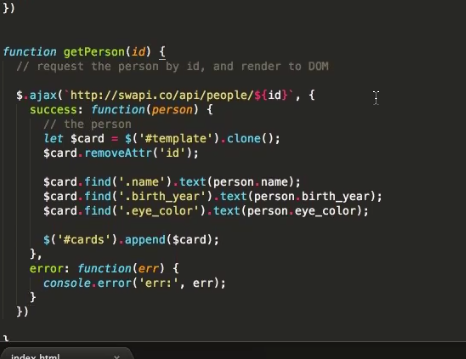 })
function getPerson(id) {
  // request the person by id, and render to DOM
  $.ajax(`http://swapi.co/api/people/${id}`, {
    success: function(person) {
      // the person
      let $card = $('#template').clone();
      $card.removeAttr('id');
      $card.find('.name').text(person.name);
      $card.find('.birth_year').text(person.birth_year);
      $card.find('.eye_color').text(person.eye_color);
      $('#cards').append($card);
    },
    error: function(err) {
      console.error('err:', err);
    }
  })
}
index.html